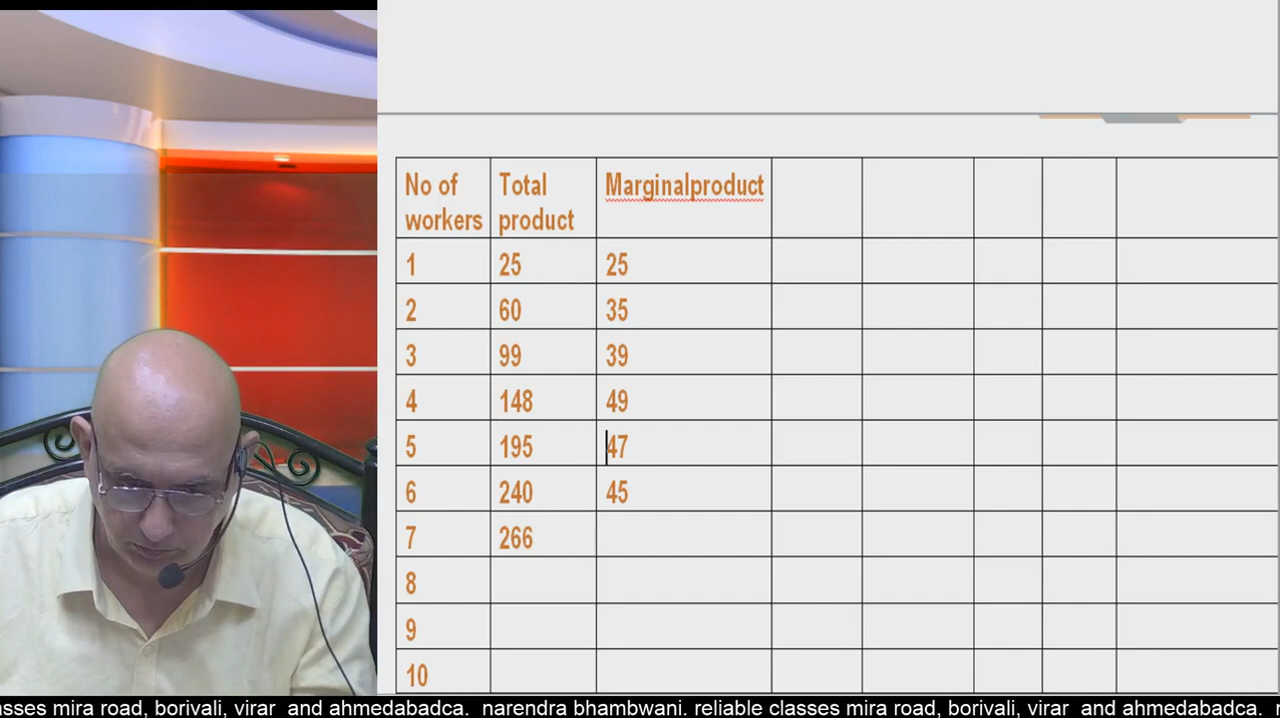 No of workers Total product Marginalproduct
1 25 25
2 60 35
3 99 39
4 148 49
5 195 47
6 240 45
7 266
8
9
10
classes mira road, borivali, virar and ahmedabadca. narendra bhambwani. reliable classes mira road, borivali, virar and ahmedabadca.